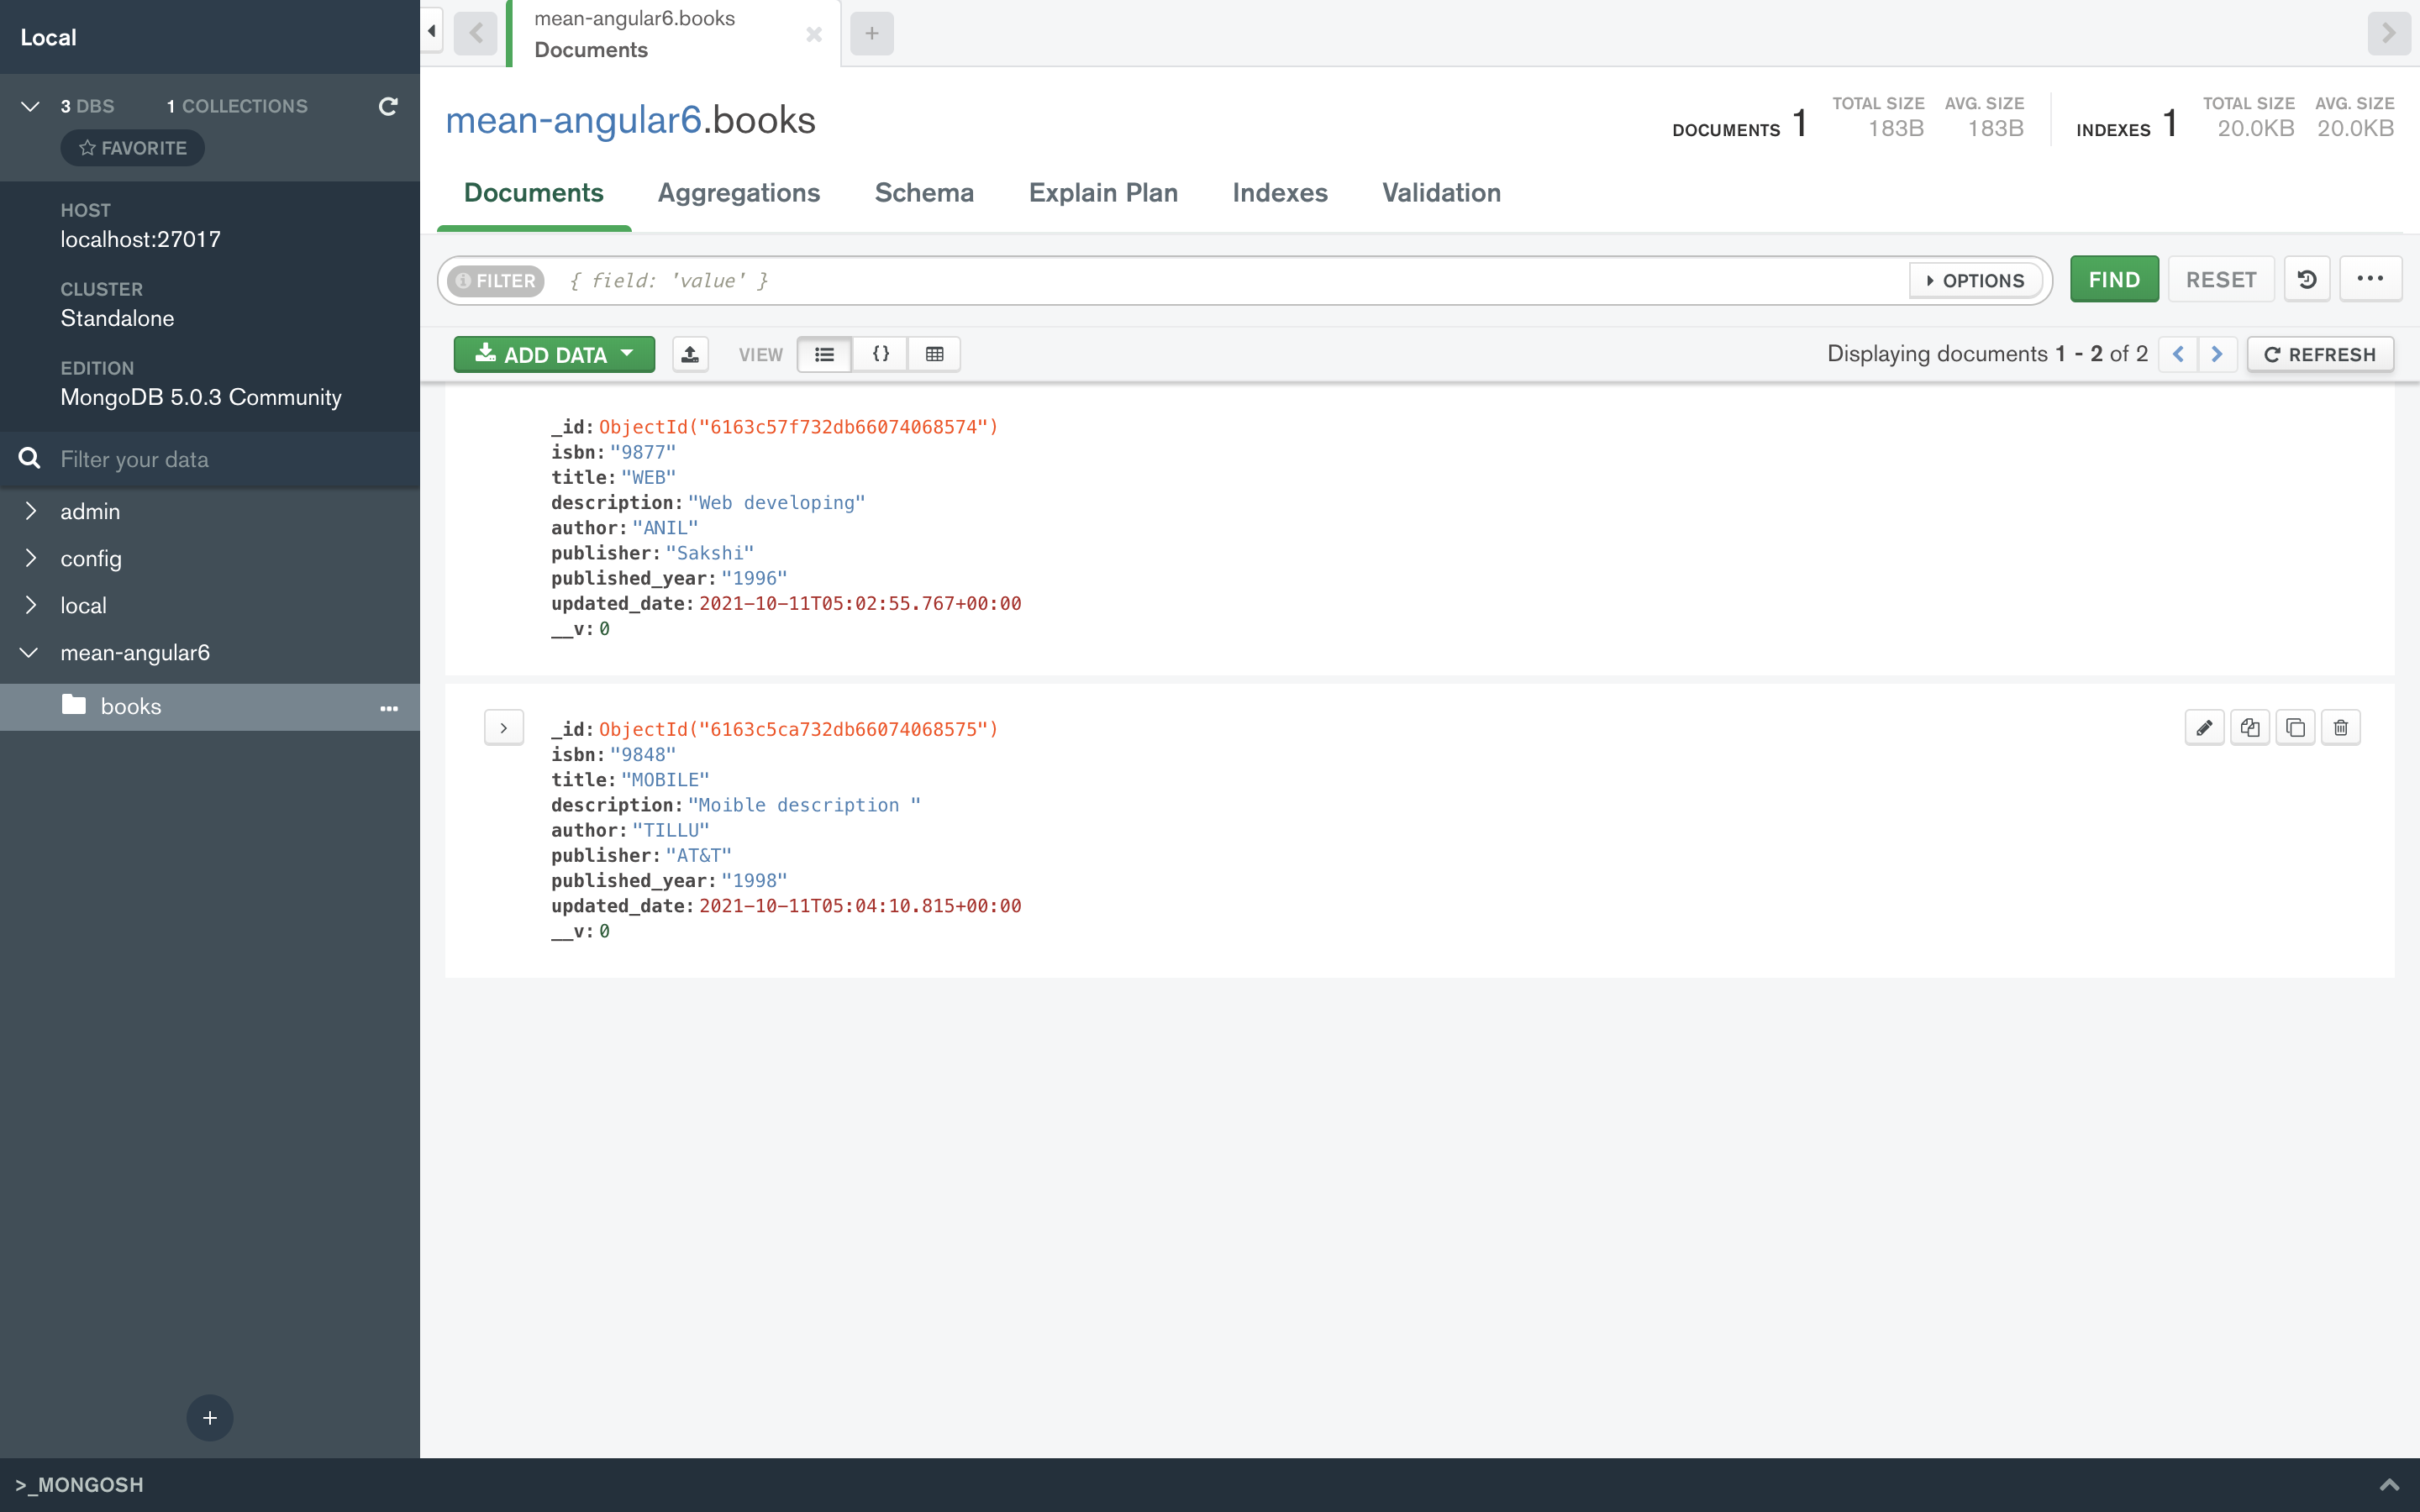 Local
3 DBS 1 COLLECTIONS
FAVORITE
HOST
localhost:27017
CLUSTER
Standalone
EDITION
MongoDB 5.0.3 Community
Filter your data
admin
config
local
mean-angular6
books
>_MONGOSH
mean-angular6.books
Documents
mean-angular6.books
DOCUMENTS 1 TOTAL SIZE 183B AVG. SIZE 183B INDEXES 1 TOTAL SIZE 20.0KB AVG. SIZE 20.0KB
Documents Aggregations Schema Explain Plan Indexes Validation
FILTER { field: 'value' } OPTIONS FIND RESET
ADD DATA VIEW {} Displaying documents 1 - 2 of 2 REFRESH
_id: ObjectId("6163c57f732db66074068574")
isbn: "9877"
title: "WEB"
description: "Web developing"
author: "ANIL"
publisher: "Sakshi"
published_year: "1996"
updated_date: 2021-10-11T05:02:55.767+00:00
__v: 0
_id: ObjectId("6163c5ca732db66074068575")
isbn: "9848"
title: "MOBILE"
description: "Moible description "
author: "TILLU"
publisher: "AT&T"
published_year: "1998"
updated_date: 2021-10-11T05:04:10.815+00:00
__v: 0